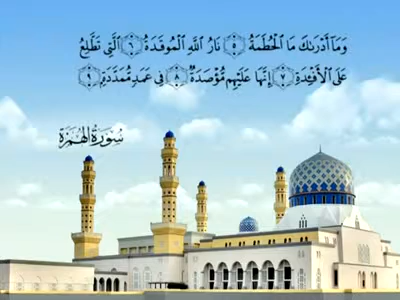 وَمَآ أَدْرَىٰكَ مَا ٱلْحُطَمَةُ ٥ نَارُ ٱللَّهِ ٱلْمُوقَدَةُ ٦ ٱلَّتِى تَطَّلِعُ
عَلَى ٱلْأَفْـِٔدَةِ ٧ إِنَّهَا عَلَيْهِم مُّؤْصَدَةٌ ٨ فِى عَمَدٍ مُّمَدَّدَةٍۭ ٩
سُورَةُ الهُمَزَة